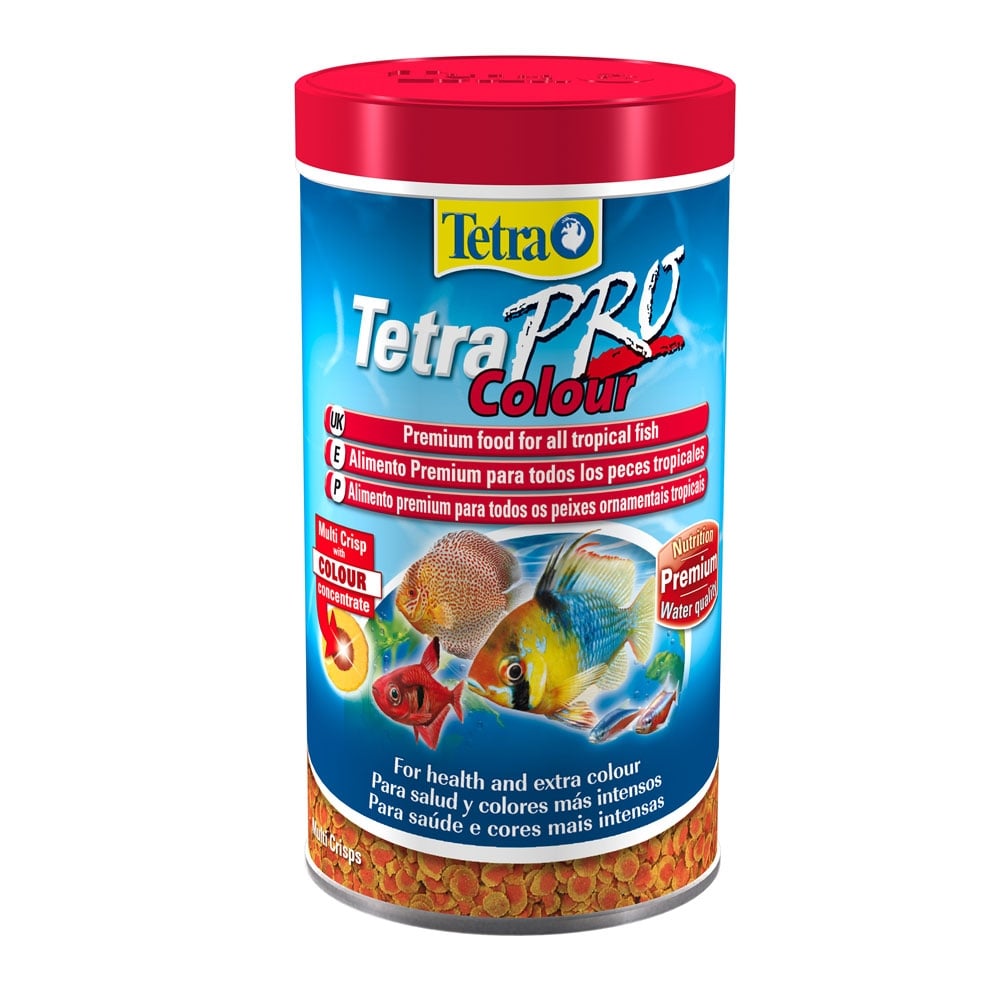 Tetra
Tetra PRO
Colour
UK Premium food for all tropical fish
E Alimento Premium para todos los peces tropicales
P Alimento premium para todos os peixes ornamentais tropicais
Multi Crisp
with
COLOUR
concentrate
Nutrition
Premium
Water quality
For health and extra colour
Para salud y colores más intensos
Para saúde e cores mais intensas
Multi Crisps